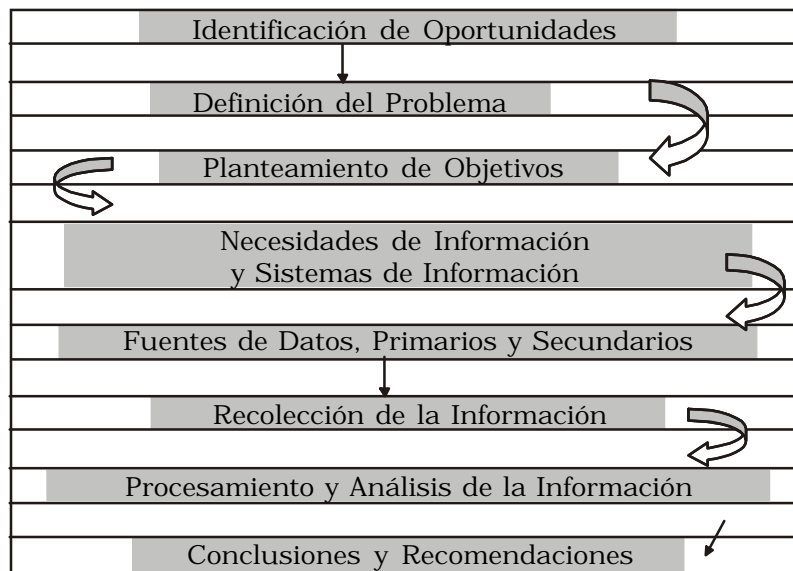 Identificación de Oportunidades
Definición del Problema
Planteamiento de Objetivos
Necesidades de Información
y Sistemas de Información
Fuentes de Datos, Primarios y Secundarios
Recolección de la Información
Procesamiento y Análisis de la Información
Conclusiones y Recomendaciones